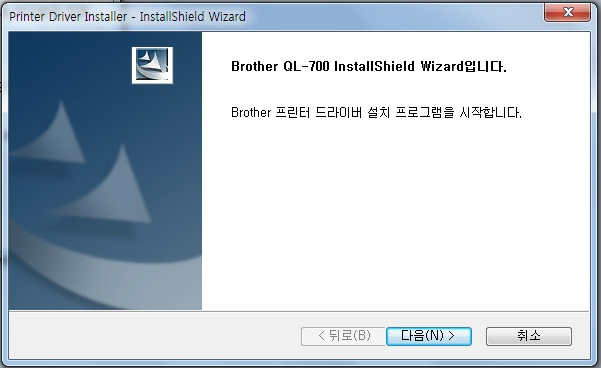 Printer Driver Installer - InstallShield Wizard
Brother QL-700 InstallShield Wizard입니다.
Brother 프린터 드라이버 설치 프로그램을 시작합니다.
< 뒤로(B) 다음(N) > 취소